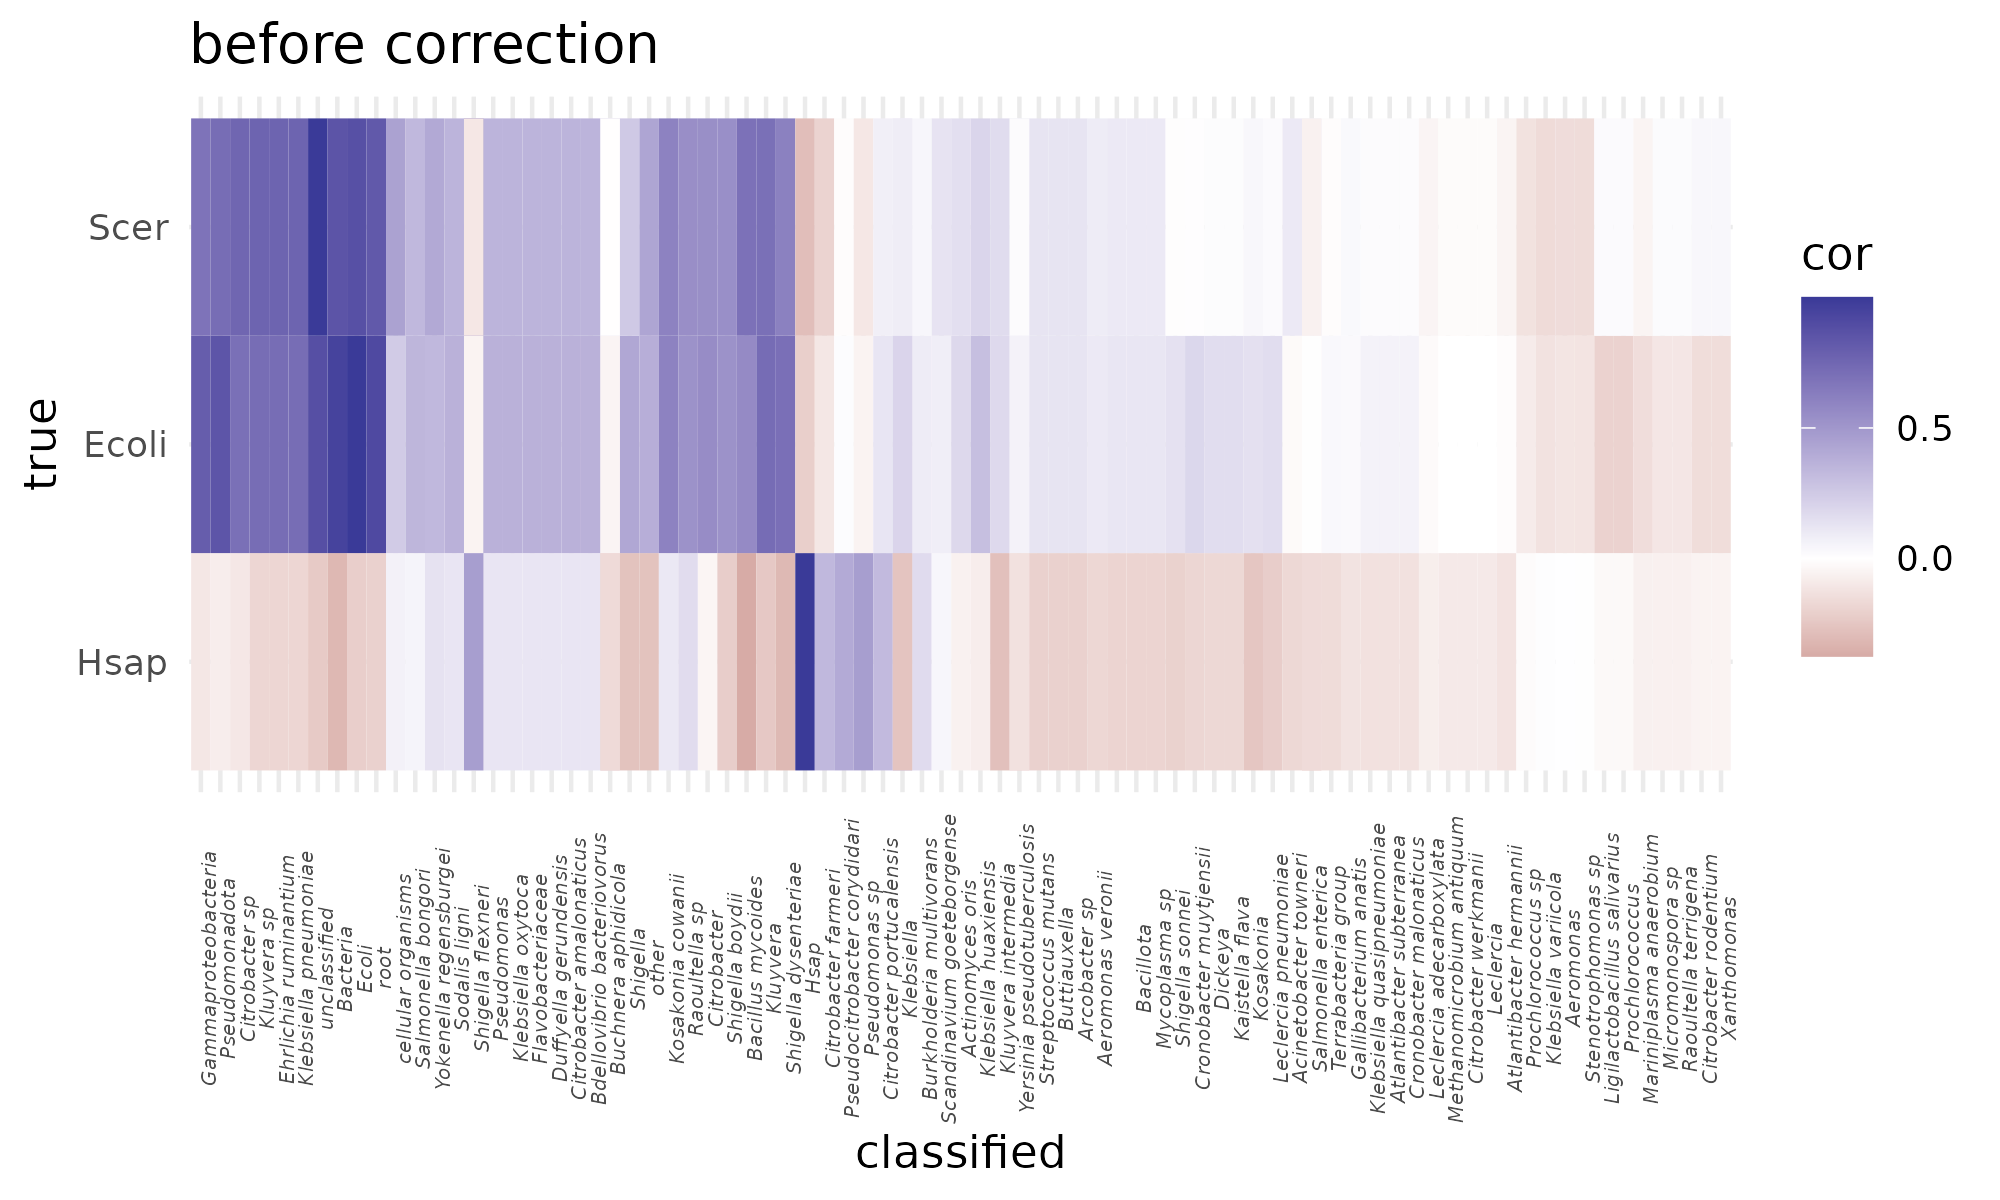 before correction
Scer
Ecoli
Hsap
true
cor
0.5
0.0
Gammaproteobacteria
Pseudomonadota
Citrobacter sp
Kluyvera sp
Ehrlichia ruminantium
Klebsiella pneumoniae
unclassified
Bacteria
Ecoli
root
cellular organisms
Salmonella bongori
Yokenella regensburgei
Sodalis ligni
Shigella flexneri
Pseudomonas
Klebsiella oxytoca
Flavobacteriaceae
Duffyella gerundensis
Citrobacter amalonaticus
Bdellovibrio bacteriovorus
Buchnera aphidicola
Shigella
other
Kosakonia cowanii
Raoultella sp
Citrobacter
Shigella boydii
Bacillus mycoides
Kluyvera
Shigella dysenteriae
Hsap
Citrobacter farmeri
Pseudocitrobacter corydidari
Pseudomonas sp
Citrobacter portucalensis
Klebsiella
Burkholderia multivorans
Scandinavium goeteborgense
Actinomyces oris
Klebsiella huaxiensis
Kluyvera intermedia
Yersinia pseudotuberculosis
Streptococcus mutans
Buttiauxella
Arcobacter sp
Aeromonas veronii
Bacillota
Mycoplasma sp
Shigella sonnei
Cronobacter muytjensii
Dickeya
Kaistella flava
Kosakonia
Leclercia pneumoniae
Acinetobacter towneri
Salmonella enterica
Terrabacteria group
Gallibacterium anatis
Klebsiella quasipneumoniae
Atlantibacter subterranea
Cronobacter malonaticus
Leclercia adecarboxylata
Methanomicrobium antiquum
Citrobacter werkmanii
Leclercia
Atlantibacter hermannii
Prochlorococcus sp
Klebsiella variicola
Aeromonas
Stenotrophomonas sp
Ligilactobacillus salivarius
Prochlorococcus
Mariniplasma anaerobium
Micromonospora sp
Raoultella terrigena
Citrobacter rodentium
Xanthomonas
classified